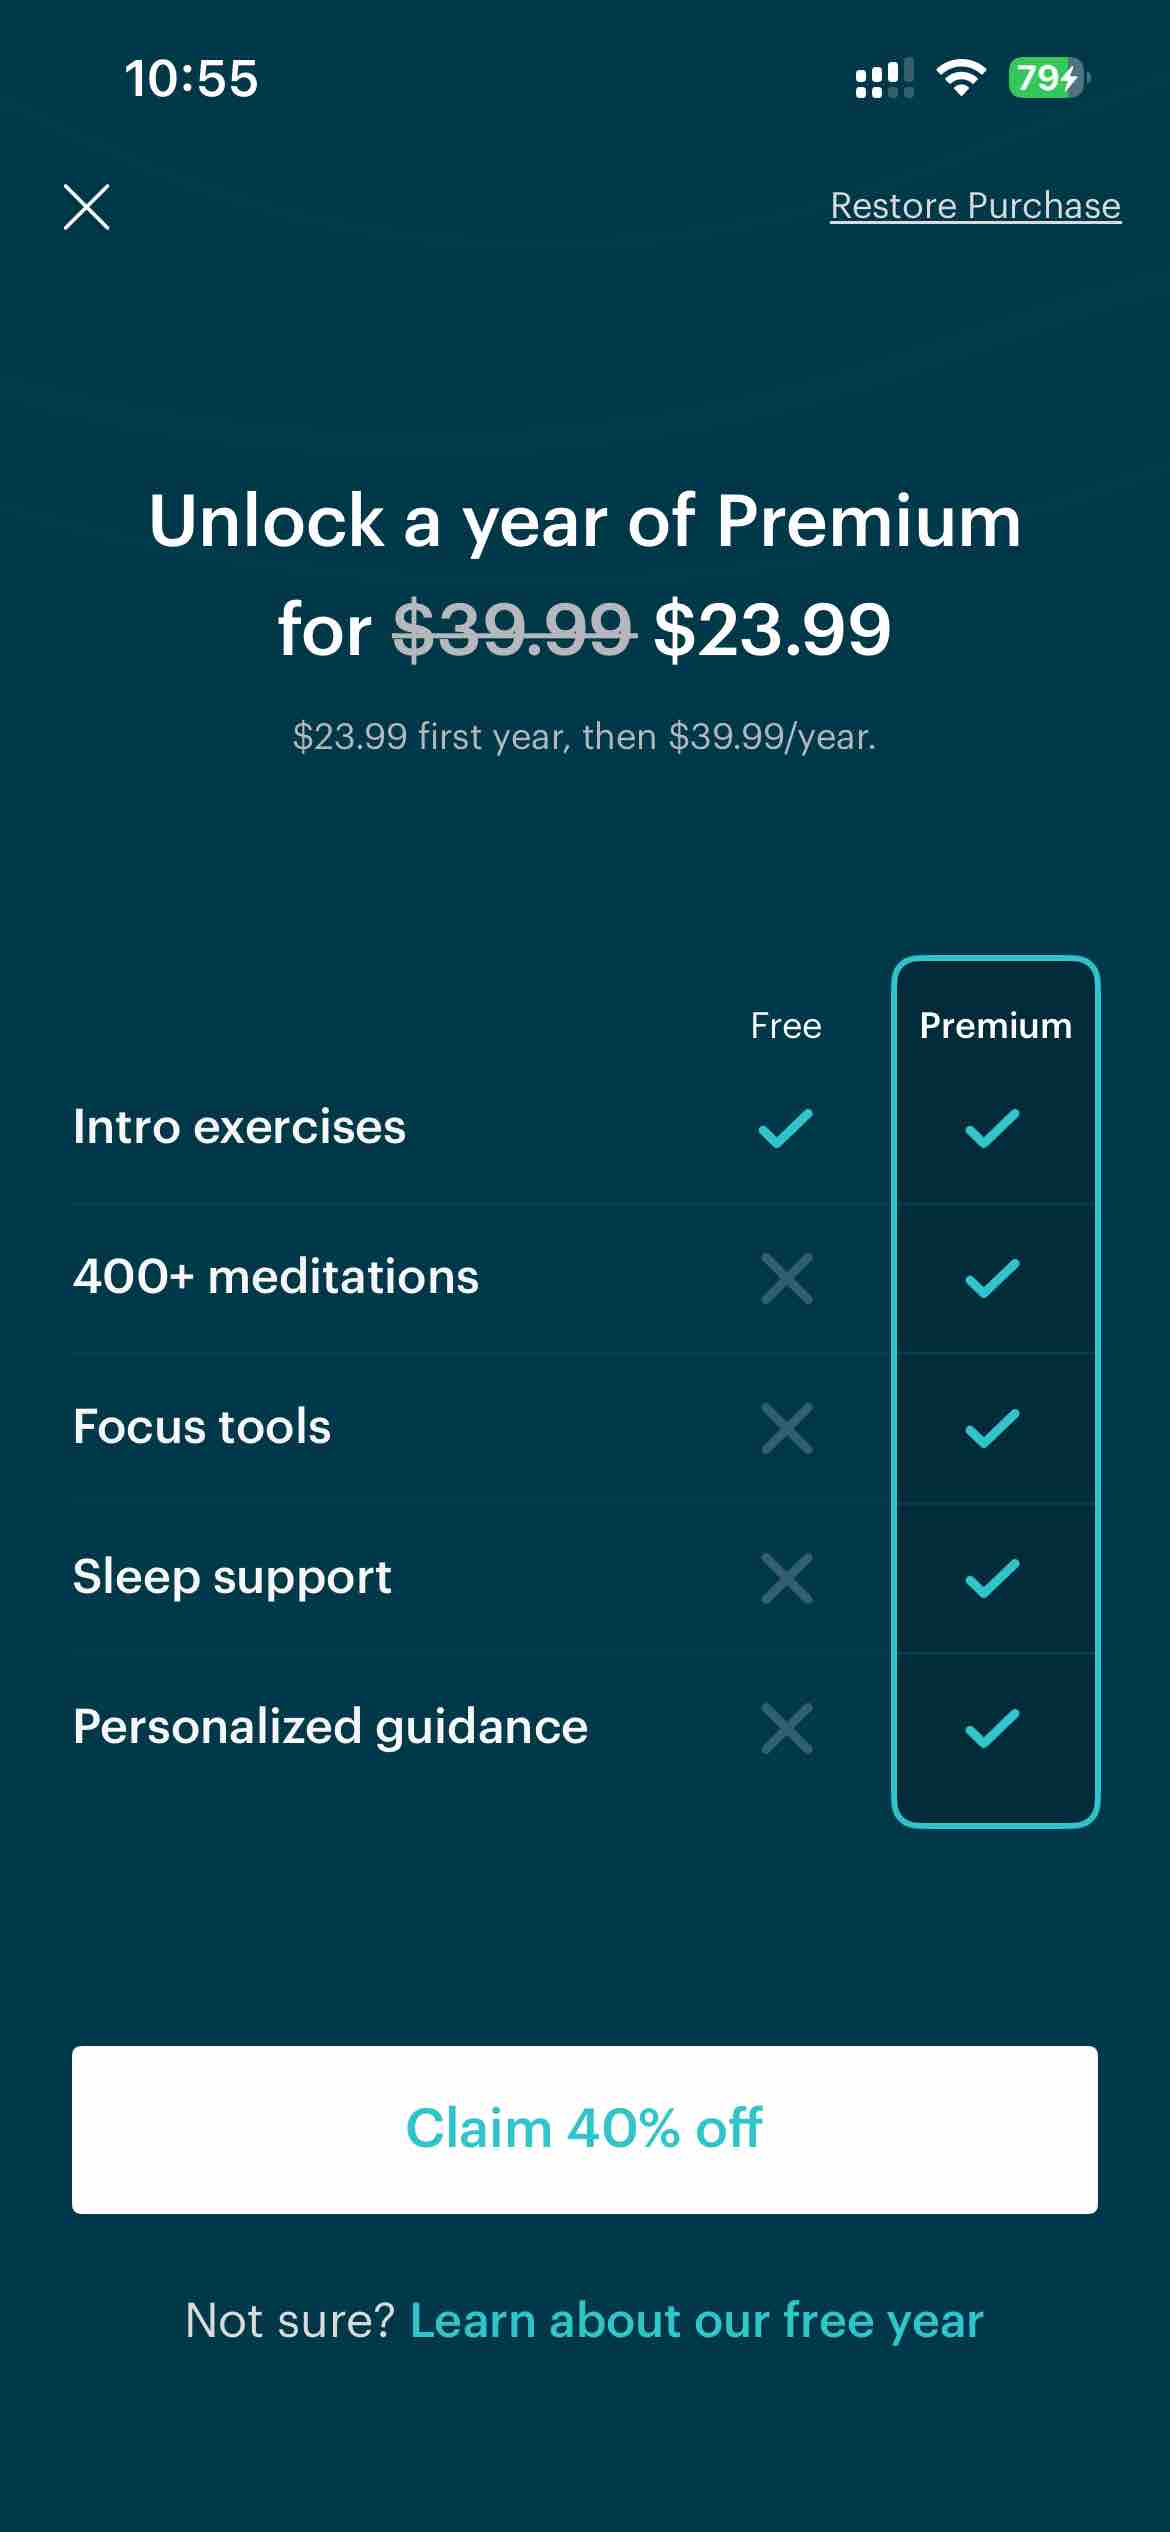 10:55
79
Restore Purchase
Unlock a year of Premium
for $39.99 $23.99
$23.99 first year, then $39.99/year.
Free Premium
Intro exercises
400+ meditations
Focus tools
Sleep support
Personalized guidance
Claim 40% off
Not sure? Learn about our free year